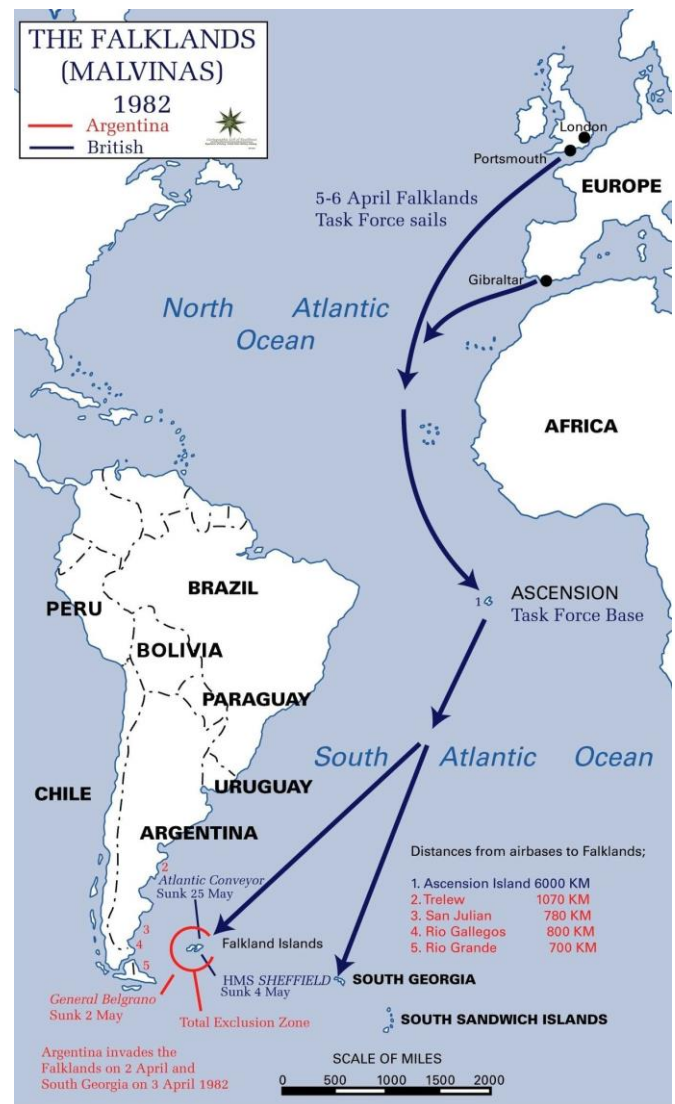 THE FALKLANDS
(MALVINAS)
1982
Argentina
British
London
Portsmouth
EUROPE
5-6 April Falklands
Task Force sails
Gibraltar
North Atlantic
Ocean
AFRICA
BRAZIL
PERU
1
ASCENSION
Task Force Base
BOLIVIA
PARAGUAY
South Atlantic Ocean
URUGUAY
CHILE
ARGENTINA
Distances from airbases to Falklands;
1. Ascension Island 6000 KM
2. Trelew 1070 KM
3. San Julian 780 KM
4. Rio Gallegos 800 KM
5. Rio Grande 700 KM
2
Atlantic Conveyor
Sunk 25 May
3
4
5
Falkland Islands
HMS SHEFFIELD
Sunk 4 May
SOUTH GEORGIA
General Belgrano
Sunk 2 May
Total Exclusion Zone
SOUTH SANDWICH ISLANDS
Argentina invades the
Falklands on 2 April and
South Georgia on 3 April 1982
SCALE OF MILES
0 500 1000 1500 2000